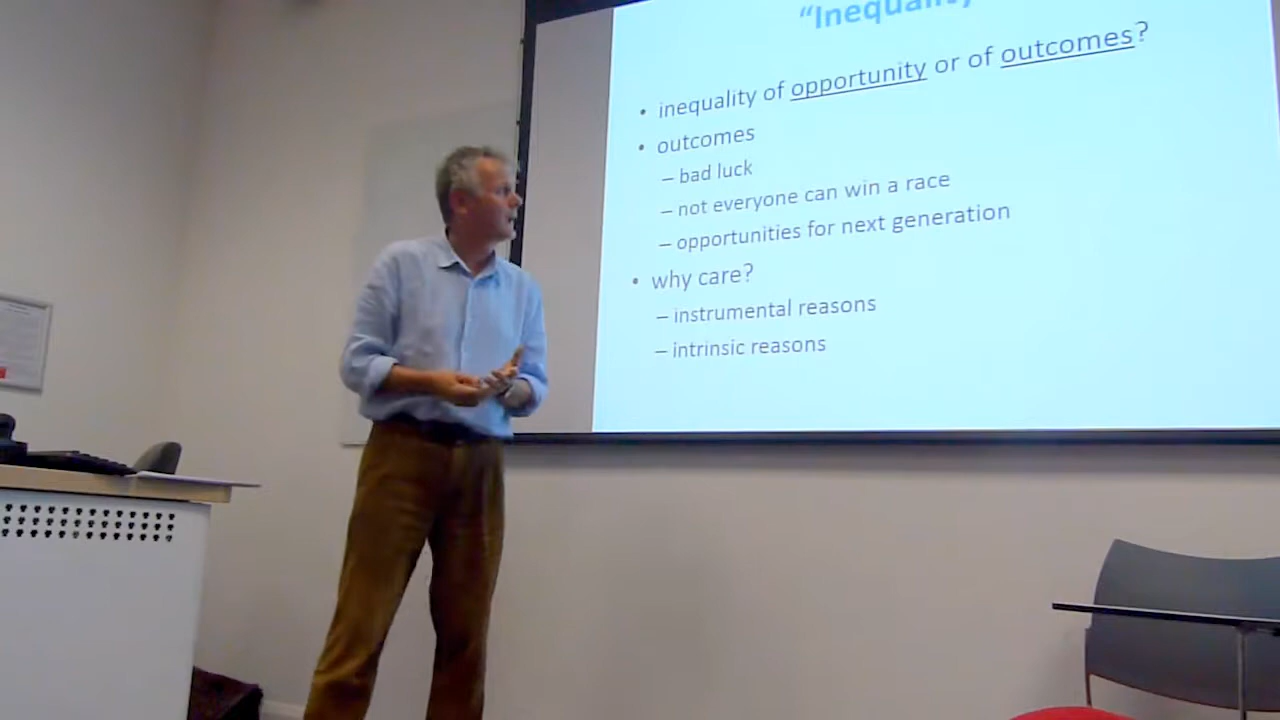 "Inequality
• inequality of opportunity or of outcomes?
• outcomes
– bad luck
– not everyone can win a race
– opportunities for next generation
• why care?
– instrumental reasons
– intrinsic reasons